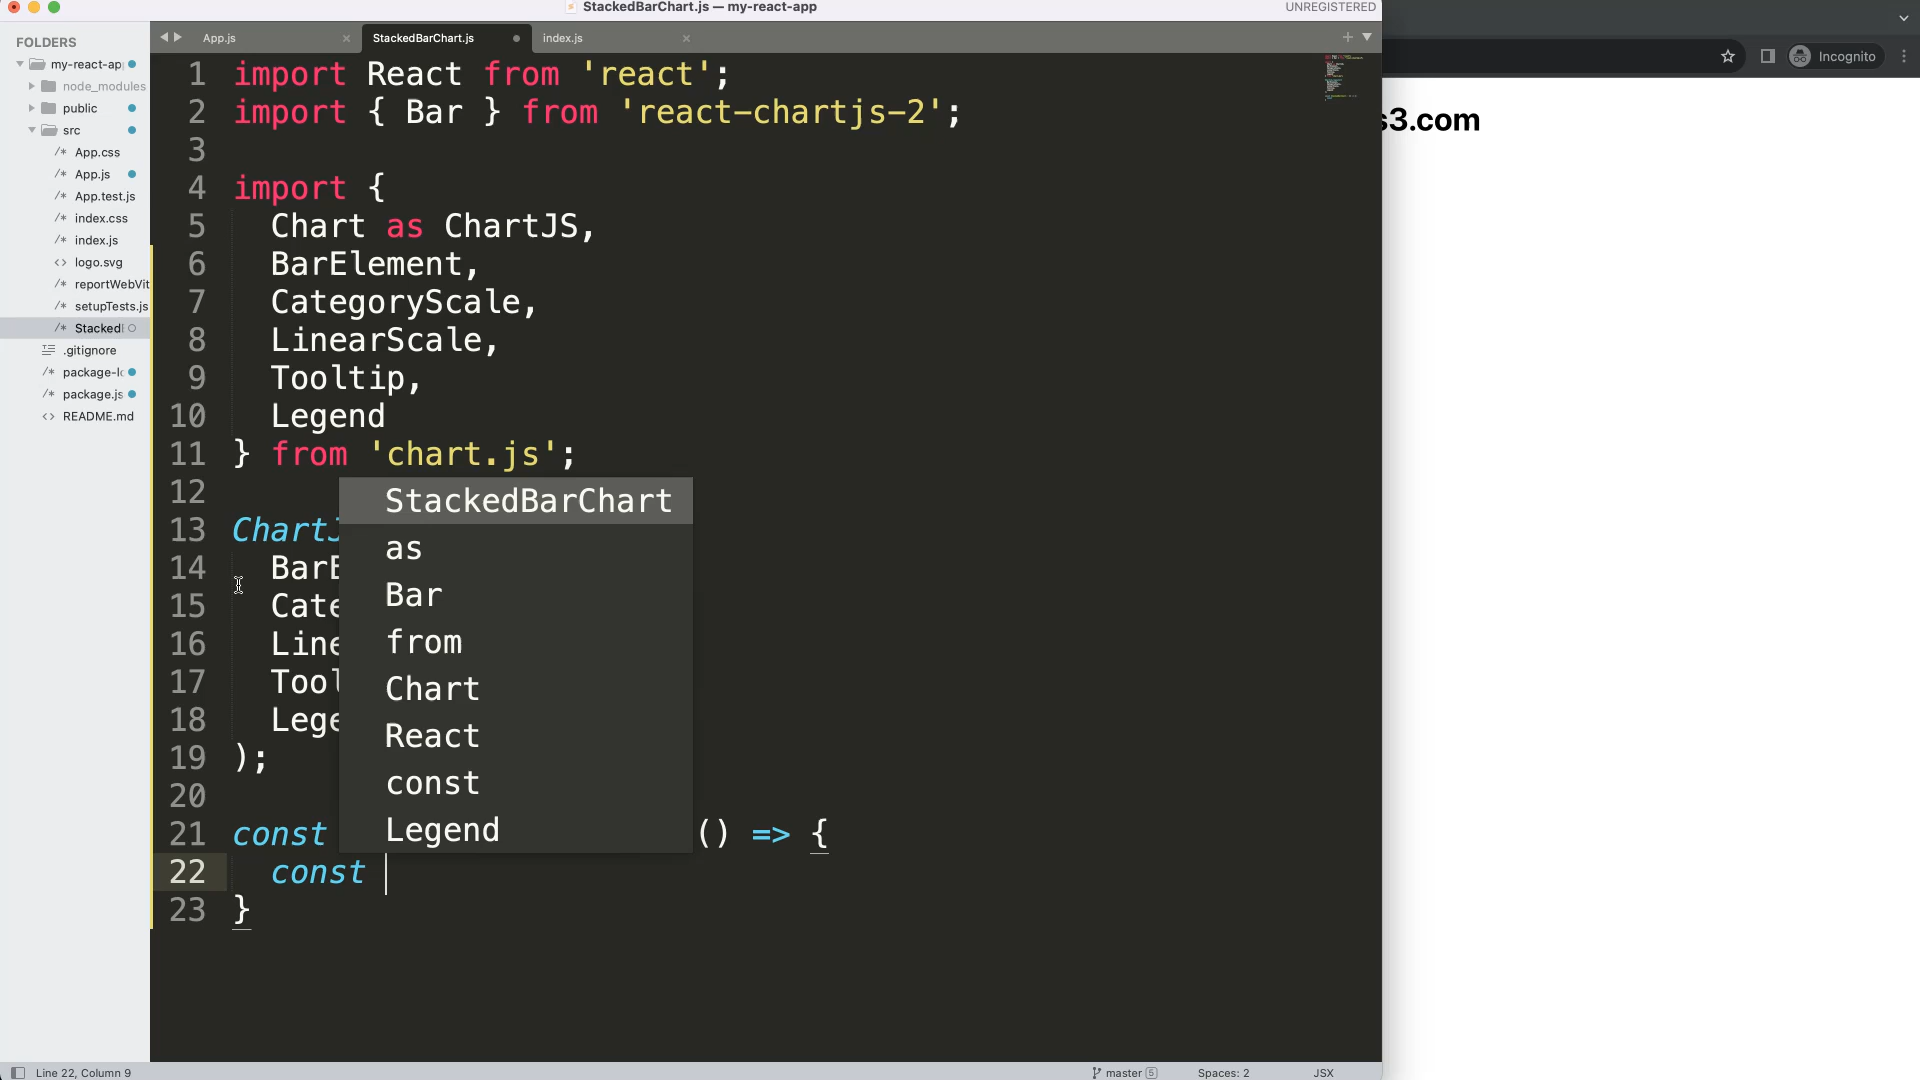 StackedBarChart.js — my-react-app
UNREGISTERED
FOLDERS
my-react-ap
node_modules
public
src
App.css
App.js
App.test.js
index.css
index.js
logo.svg
reportWebVit
setupTests.js
Stacked
.gitignore
package-lo
package.js
README.md
App.js
StackedBarChart.js
index.js
1 import React from 'react';
2 import { Bar } from 'react-chartjs-2';
3
4 import {
5 Chart as ChartJS,
6 BarElement,
7 CategoryScale,
8 LinearScale,
9 Tooltip,
10 Legend
11 } from 'chart.js';
12
13 ChartJ
14 BarE
15 Cate
16 Line
17 Tool
18 Lege
19 );
20
21 const () => {
22 const
23 }
StackedBarChart
as
Bar
from
Chart
React
const
Legend
Incognito
s3.com
Line 22, Column 9
master 5
Spaces: 2
JSX